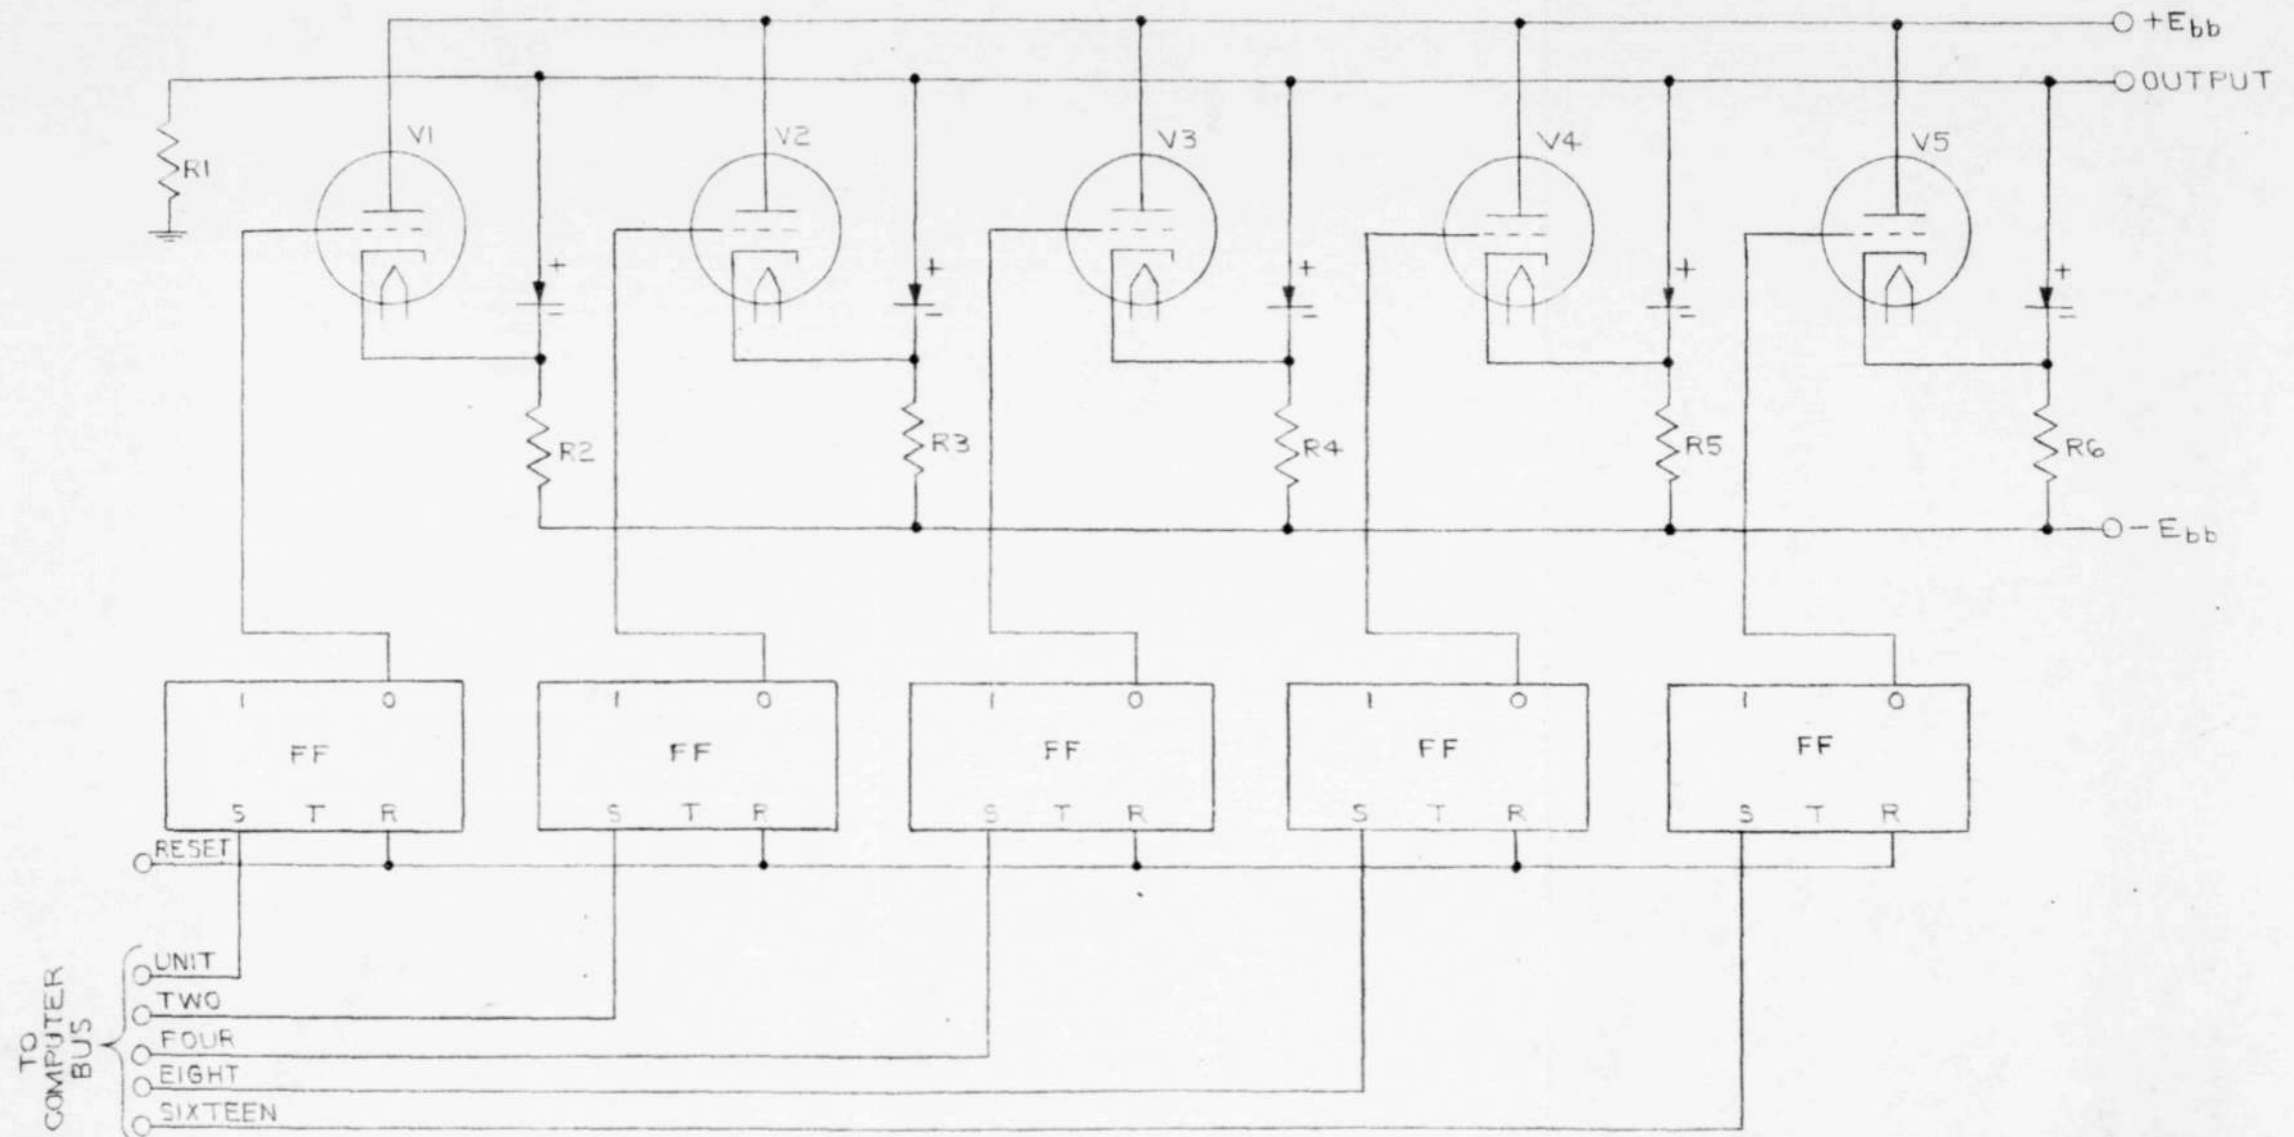 +Ebb
OUTPUT
V1
V2
V3
V4
V5
R1
+
+
+
+
+
R2
R3
R4
R5
R6
-Ebb
1 0
1 0
1 0
1 0
1 0
FF
FF
FF
FF
FF
S T R
S T R
S T R
S T R
S T R
RESET
UNIT
TWO
FOUR
EIGHT
SIXTEEN
TO
COMPUTER
BUS